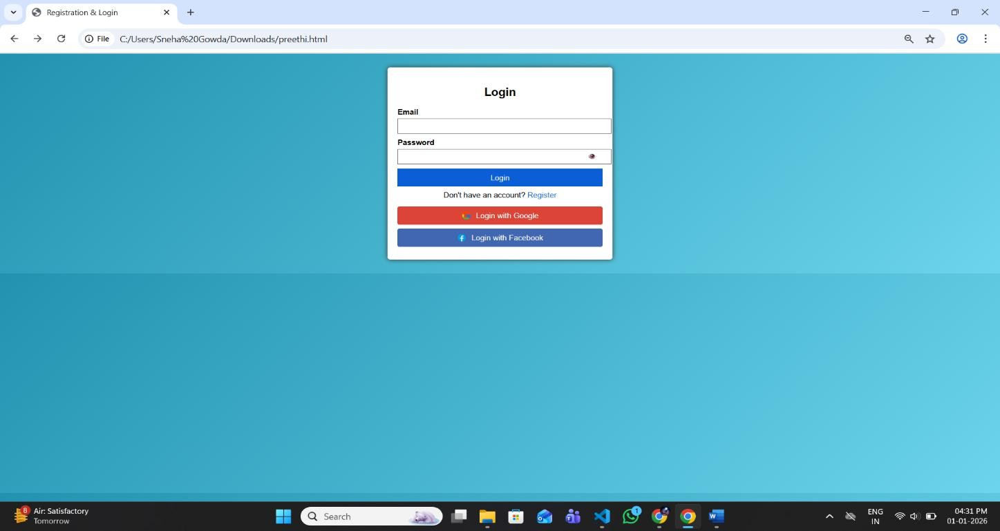 Registration & Login
File C:/Users/Sneha%20Gowda/Downloads/preethi.html
Login
Email
Password
Login
Don't have an account? Register
Login with Google
Login with Facebook
8 Air: Satisfactory
Tomorrow
Search
1
ENG
IN
04:31 PM
01-01-2026